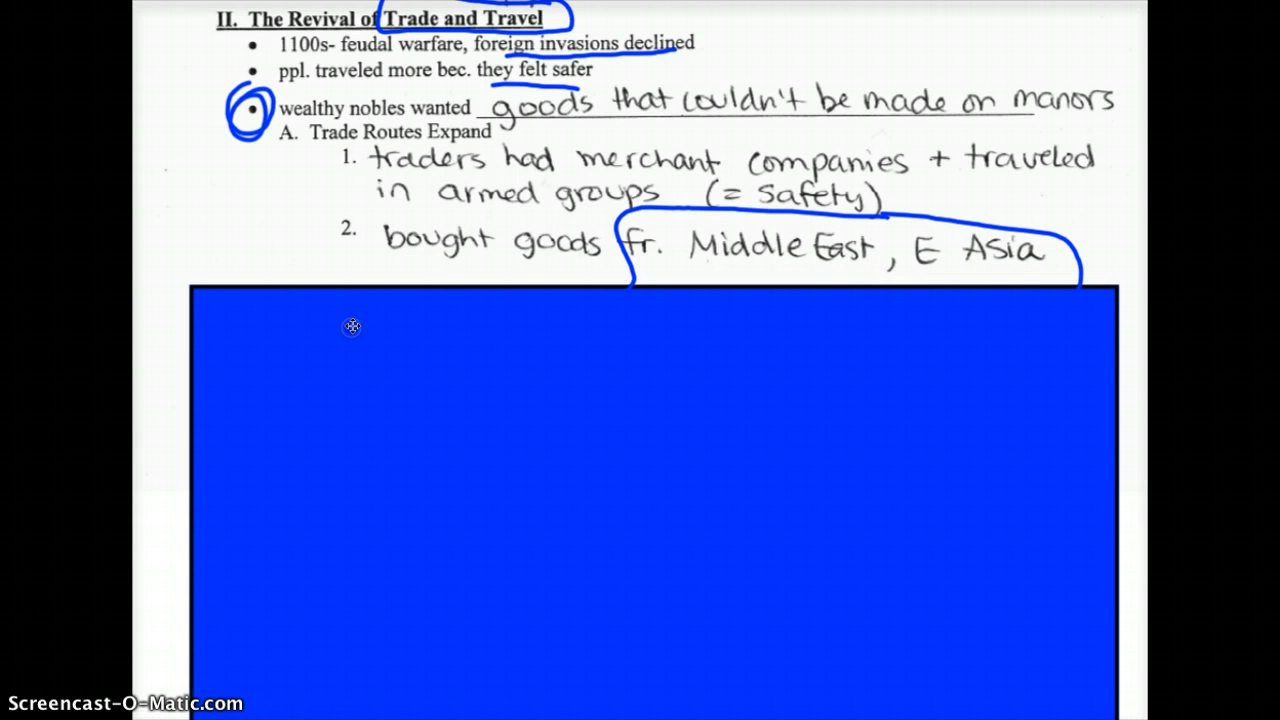 II. The Revival of Trade and Travel
• 1100s- feudal warfare, foreign invasions declined
• ppl. traveled more bec. they felt safer
• wealthy nobles wanted goods that couldn't be made on manors
A. Trade Routes Expand
1. traders had merchant companies + traveled
in armed groups (= safety)
2. bought goods fr. Middle East, E Asia
Screencast-O-Matic.com